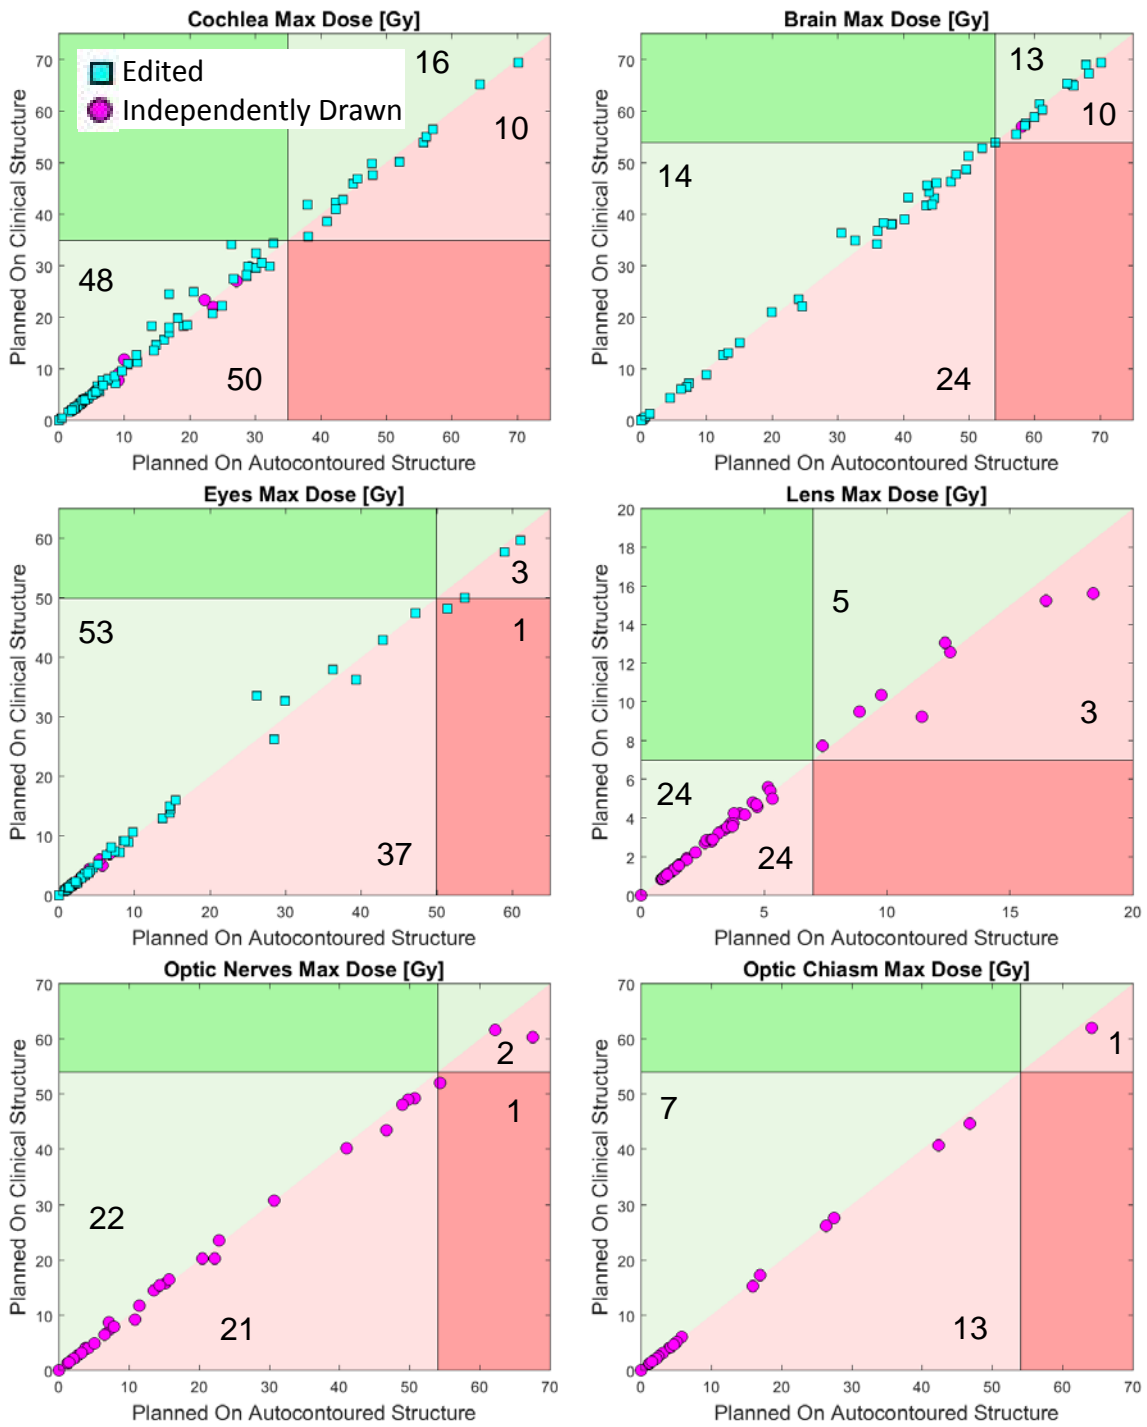 Cochlea Max Dose [Gy]
Planned On Clinical Structure
70
60
50
40
30
20
10
0
Edited
Independently Drawn
16
10
48
50
0 10 20 30 40 50 60 70
Planned On Autocontoured Structure
Brain Max Dose [Gy]
Planned On Clinical Structure
70
60
50
40
30
20
10
0
13
10
14
24
0 10 20 30 40 50 60 70
Planned On Autocontoured Structure
Eyes Max Dose [Gy]
Planned On Clinical Structure
60
50
40
30
20
10
0
3
53
1
37
0 10 20 30 40 50 60
Planned On Autocontoured Structure
Lens Max Dose [Gy]
Planned On Clinical Structure
20
18
16
14
12
10
8
6
4
2
0
5
3
24
24
0 5 10 15 20
Planned On Autocontoured Structure
Optic Nerves Max Dose [Gy]
Planned On Clinical Structure
70
60
50
40
30
20
10
0
2
1
22
21
0 10 20 30 40 50 60 70
Planned On Autocontoured Structure
Optic Chiasm Max Dose [Gy]
Planned On Clinical Structure
70
60
50
40
30
20
10
0
1
7
13
0 10 20 30 40 50 60 70
Planned On Autocontoured Structure